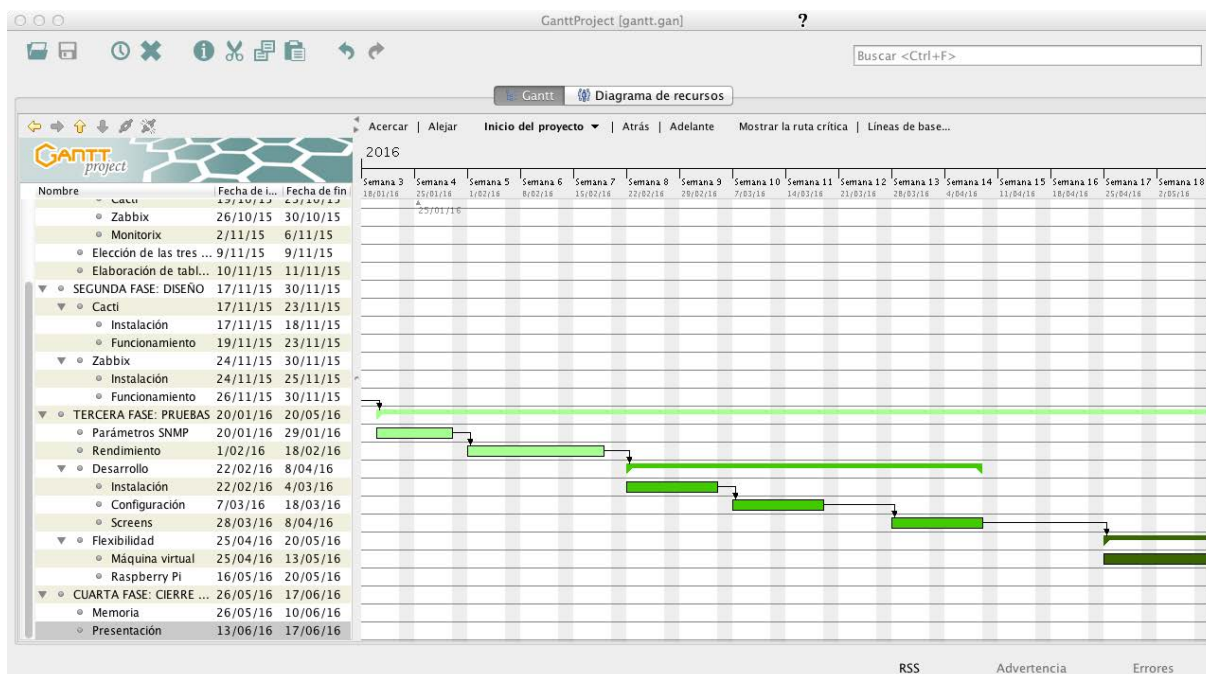 GanttProject [gantt.gan]
?
Buscar <Ctrl+F>
Gantt
Diagrama de recursos
Acercar | Alejar Inicio del proyecto | Atrás | Adelante Mostrar la ruta crítica | Líneas de base...
GANTT
project
2016
Semana 3 Semana 4 Semana 5 Semana 6 Semana 7 Semana 8 Semana 9 Semana 10 Semana 11 Semana 12 Semana 13 Semana 14 Semana 15 Semana 16 Semana 17 Semana 18
18/01/16 25/01/16 1/02/16 8/02/16 15/02/16 22/02/16 29/02/16 7/03/16 14/03/16 21/03/16 28/03/16 4/04/16 11/04/16 18/04/16 25/04/16 2/05/16
25/01/16
Nombre Fecha de i... Fecha de fin
Cacti 19/10/15 23/10/15
Zabbix 26/10/15 30/10/15
Monitorix 2/11/15 6/11/15
Elección de las tres ... 9/11/15 9/11/15
Elaboración de tabl... 10/11/15 11/11/15
SEGUNDA FASE: DISEÑO 17/11/15 30/11/15
Cacti 17/11/15 23/11/15
Instalación 17/11/15 18/11/15
Funcionamiento 19/11/15 23/11/15
Zabbix 24/11/15 30/11/15
Instalación 24/11/15 25/11/15
Funcionamiento 26/11/15 30/11/15
TERCERA FASE: PRUEBAS 20/01/16 20/05/16
Parámetros SNMP 20/01/16 29/01/16
Rendimiento 1/02/16 18/02/16
Desarrollo 22/02/16 8/04/16
Instalación 22/02/16 4/03/16
Configuración 7/03/16 18/03/16
Screens 28/03/16 8/04/16
Flexibilidad 25/04/16 20/05/16
Máquina virtual 25/04/16 13/05/16
Raspberry Pi 16/05/16 20/05/16
CUARTA FASE: CIERRE ... 26/05/16 17/06/16
Memoria 26/05/16 10/06/16
Presentación 13/06/16 17/06/16
RSS Advertencia Errores